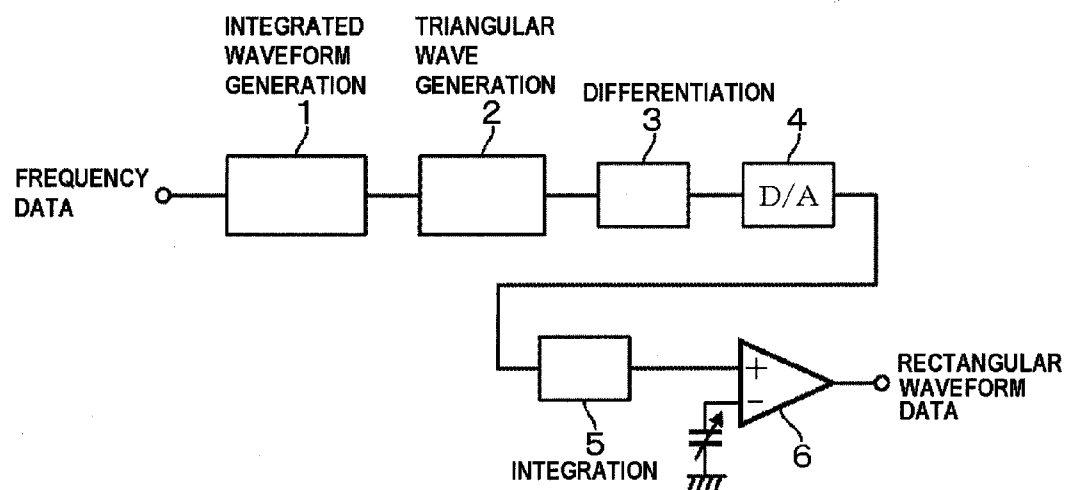 INTEGRATED
WAVEFORM
GENERATION
1
TRIANGULAR
WAVE
GENERATION
2
DIFFERENTIATION
3
4
FREQUENCY
DATA
D/A
+
−
6
RECTANGULAR
WAVEFORM
DATA
5
INTEGRATION